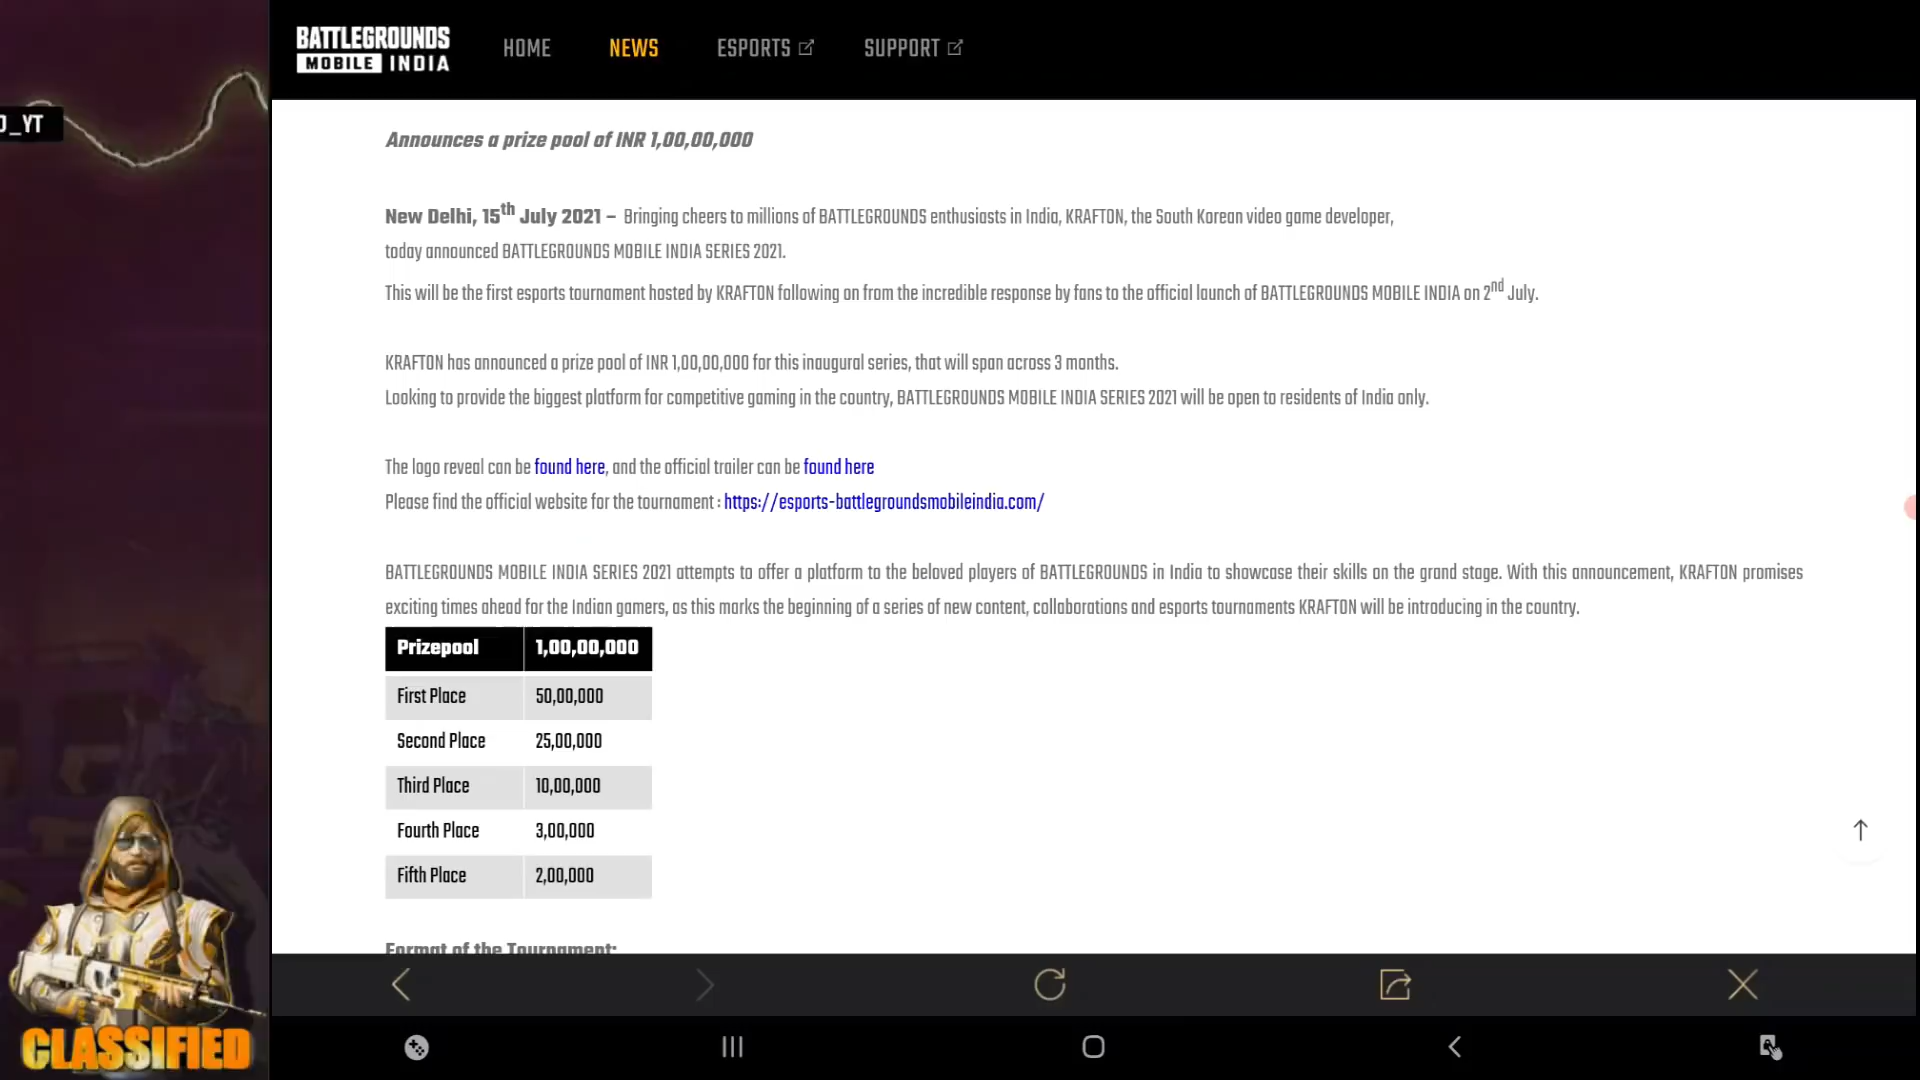 BATTLEGROUNDS
MOBILE INDIA
HOME
NEWS
ESPORTS
SUPPORT
D_YT
Announces a prize pool of INR 1,00,00,000
New Delhi, 15th July 2021 – Bringing cheers to millions of BATTLEGROUNDS enthusiasts in India, KRAFTON, the South Korean video game developer,
today announced BATTLEGROUNDS MOBILE INDIA SERIES 2021.
This will be the first esports tournament hosted by KRAFTON following on from the incredible response by fans to the official launch of BATTLEGROUNDS MOBILE INDIA on 2nd July.
KRAFTON has announced a prize pool of INR 1,00,00,000 for this inaugural series, that will span across 3 months.
Looking to provide the biggest platform for competitive gaming in the country, BATTLEGROUNDS MOBILE INDIA SERIES 2021 will be open to residents of India only.
The logo reveal can be found here, and the official trailer can be found here
Please find the official website for the tournament : https://esports-battlegroundsmobileindia.com/
BATTLEGROUNDS MOBILE INDIA SERIES 2021 attempts to offer a platform to the beloved players of BATTLEGROUNDS in India to showcase their skills on the grand stage. With this announcement, KRAFTON promises
exciting times ahead for the Indian gamers, as this marks the beginning of a series of new content, collaborations and esports tournaments KRAFTON will be introducing in the country.
Prizepool 1,00,00,000
First Place 50,00,000
Second Place 25,00,000
Third Place 10,00,000
Fourth Place 3,00,000
Fifth Place 2,00,000
Format of the Tournament:
CLASSIFIED